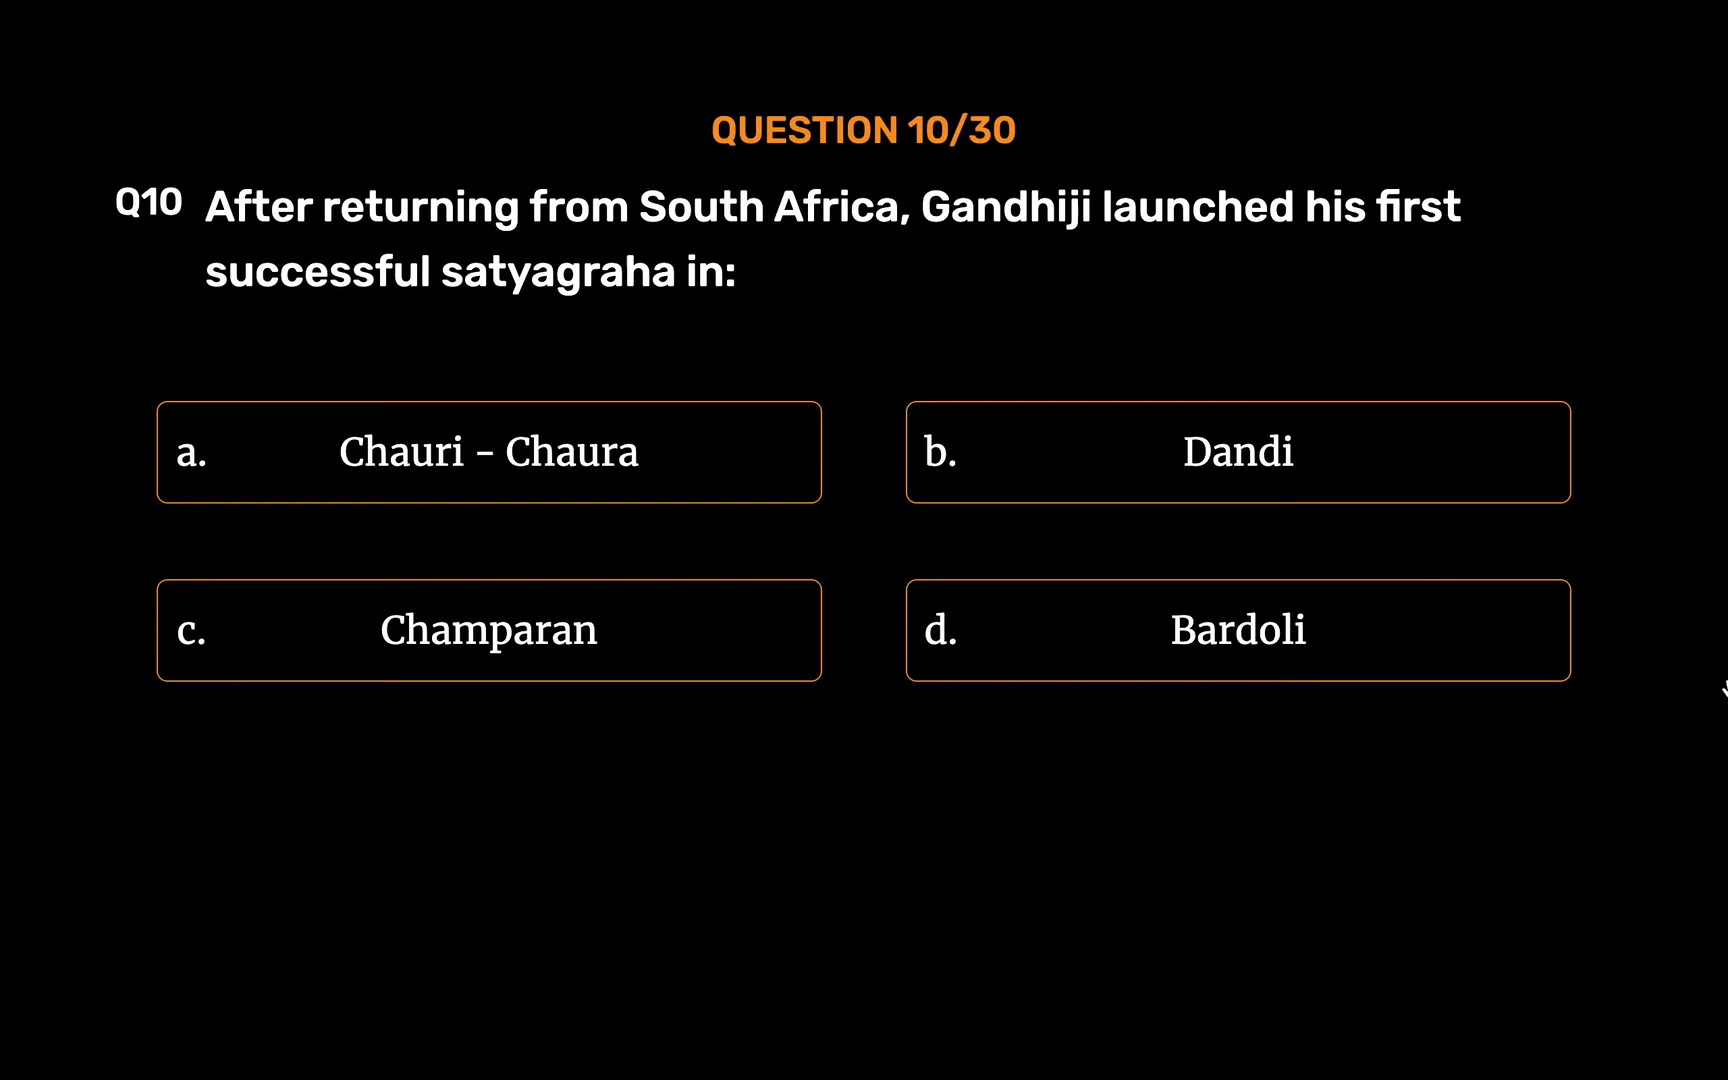 QUESTION 10/30
Q10 After returning from South Africa, Gandhiji launched his first
successful satyagraha in:
a. Chauri - Chaura
b. Dandi
c. Champaran
d. Bardoli